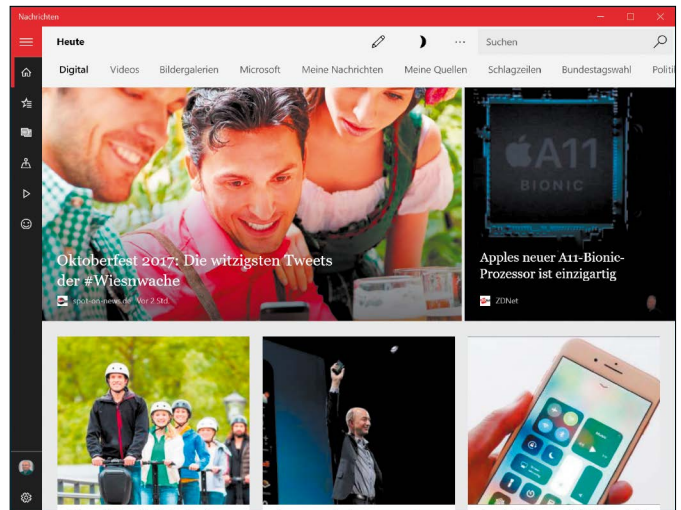 Nachrichten
Heute
Suchen
Digital Videos Bildergalerien Microsoft Meine Nachrichten Meine Quellen Schlagzeilen Bundestagswahl Politi
A11
BIONIC
Oktoberfest 2017: Die witzigsten Tweets
der #Wiesnwache
spot-on-news.de Vor 2 Std.
Apples neuer A11-Bionic-
Prozessor ist einzigartig
ZDNet